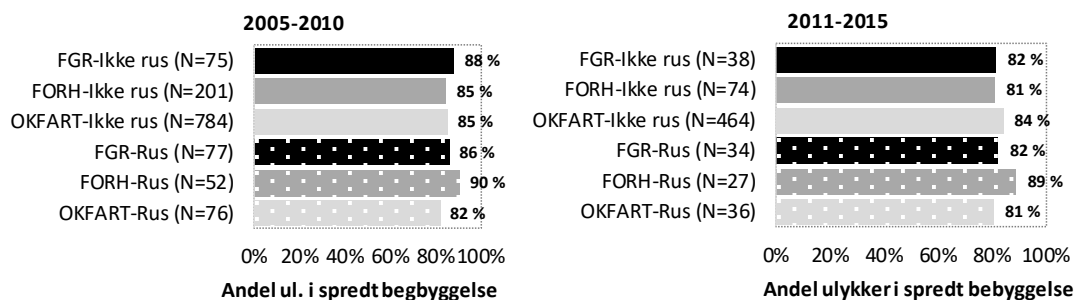 2005-2010
FGR-Ikke rus (N=75) 88 %
FORH-Ikke rus (N=201) 85 %
OKFART-Ikke rus (N=784) 85 %
FGR-Rus (N=77) 86 %
FORH-Rus (N=52) 90 %
OKFART-Rus (N=76) 82 %
0% 20% 40% 60% 80% 100%
Andel ul. i spredt begbyggelse
2011-2015
FGR-Ikke rus (N=38) 82 %
FORH-Ikke rus (N=74) 81 %
OKFART-Ikke rus (N=464) 84 %
FGR-Rus (N=34) 82 %
FORH-Rus (N=27) 89 %
OKFART-Rus (N=36) 81 %
0% 20% 40% 60% 80% 100%
Andel ulykker i spredt bebyggelse